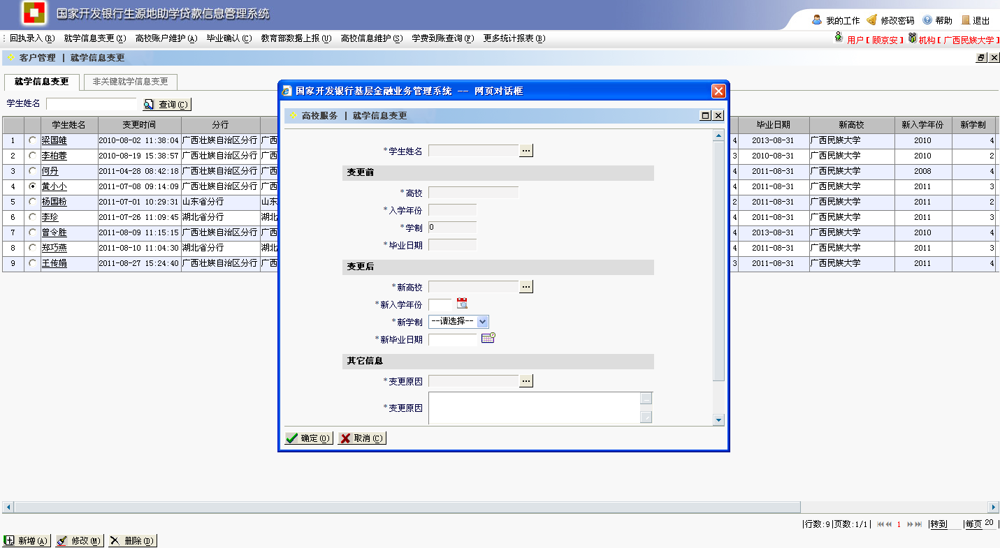 国家开发银行生源地助学贷款信息管理系统
我的工作 修改密码 帮助 退出
回执录入(R) 就学信息变更(X) 高校账户维护(A) 毕业确认(C) 教育部数据上报(U) 高校信息维护(S) 学费到账查询(F) 更多统计报表(B)
用户[ 顾京安 ] 机构[ 广西民族大学 ]
客户管理 | 就学信息变更
就学信息变更 非关键就学信息变更
学生姓名 查询(C)
学生姓名 变更时间 分行 毕业日期 新高校 新入学年份 新学制
1 梁国雄 2010-08-02 11:38:04 广西壮族自治区分行 广西 4 2013-08-31 广西民族大学 2010 4
2 李柏蓉 2010-08-19 15:38:57 广西壮族自治区分行 广西 3 2010-08-31 广西民族大学 2010 2
3 何丹 2011-04-28 08:42:18 广西壮族自治区分行 广西 4 2011-08-31 广西民族大学 2008 4
4 黄小小 2011-07-08 09:14:09 广西壮族自治区分行 广西 4 2011-08-31 广西民族大学 2011 3
5 杨国粉 2011-07-01 10:29:31 山东省分行 山东 2 2011-08-31 广西民族大学 2011 2
6 李珍 2011-07-26 11:09:45 湖北省分行 湖北 4 2011-08-31 广西民族大学 2011 3
7 曾令胜 2011-08-09 11:15:15 广西壮族自治区分行 广西 4 2013-08-31 广西民族大学 2010 4
8 郑巧燕 2011-08-10 11:04:30 湖北省分行 湖北 4 2011-08-31 广西民族大学 2011 3
9 王传娟 2011-08-27 15:24:40 广西壮族自治区分行 广西 3 2011-08-31 广西民族大学 2011 4
国家开发银行基层金融业务管理系统 -- 网页对话框
高校服务 | 就学信息变更
*学生姓名 ...
变更前
*高校
*入学年份
*学制 0
*毕业日期
变更后
*新高校 ...
*新入学年份
*新学制 --请选择--
*新毕业日期
其它信息
*变更原因 ...
*变更原因
确定(O) 取消(C)
|行数:9|页数:1/1| 1 |转到 |每页 20 |
新增(A) 修改(M) 删除(D)